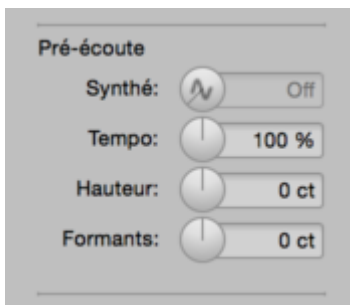 Pré-écoute
Synthé: Off
Tempo: 100 %
Hauteur: 0 ct
Formants: 0 ct